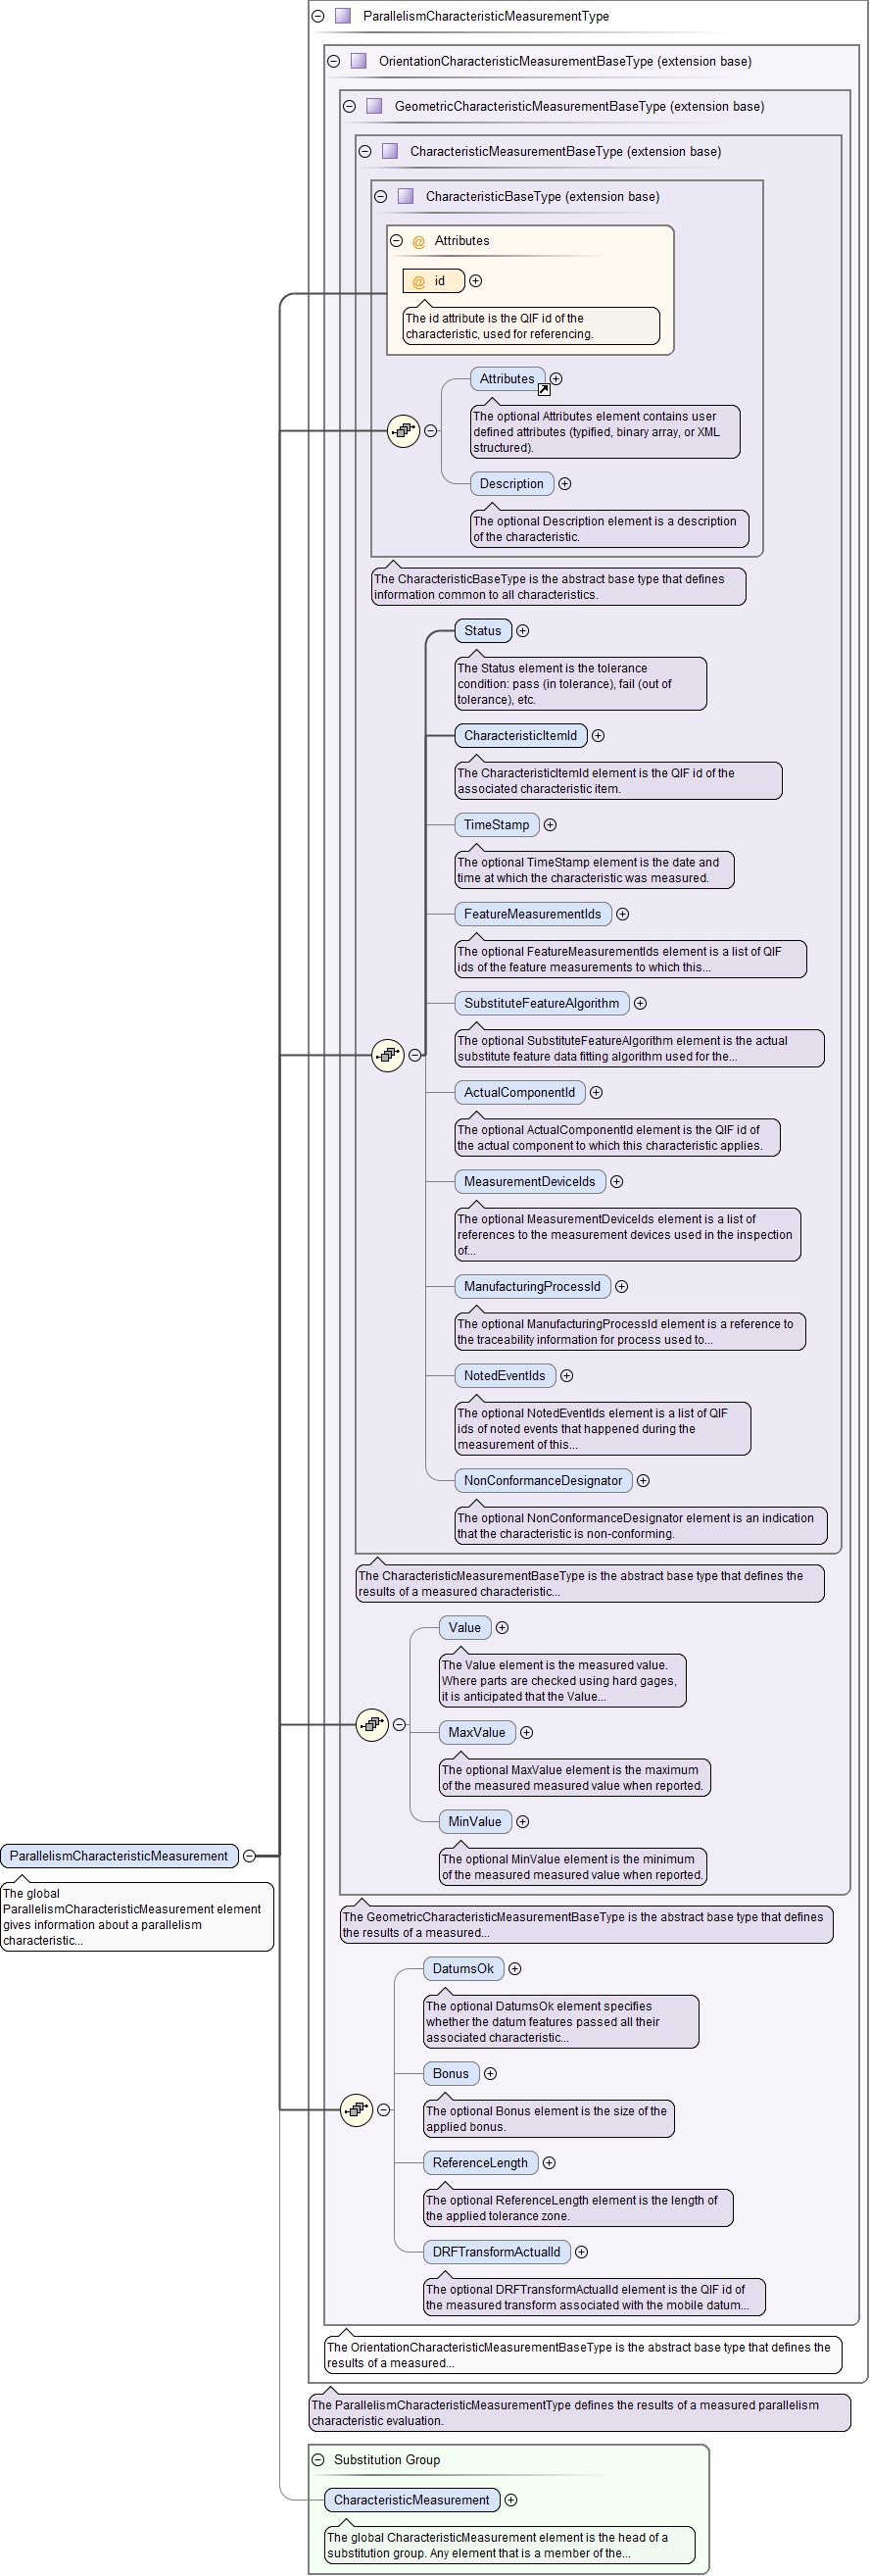 ParallelismCharacteristicMeasurementType
OrientationCharacteristicMeasurementBaseType (extension base)
GeometricCharacteristicMeasurementBaseType (extension base)
CharacteristicMeasurementBaseType (extension base)
CharacteristicBaseType (extension base)
@ Attributes
@ id
The id attribute is the QIF id of the
characteristic, used for referencing.
Attributes
The optional Attributes element contains user
defined attributes (typified, binary array, or XML
structured).
Description
The optional Description element is a description
of the characteristic.
The CharacteristicBaseType is the abstract base type that defines
information common to all characteristics.
Status
The Status element is the tolerance
condition: pass (in tolerance), fail (out of
tolerance), etc.
CharacteristicItemId
The CharacteristicItemId element is the QIF id of the
associated characteristic item.
TimeStamp
The optional TimeStamp element is the date and
time at which the characteristic was measured.
FeatureMeasurementIds
The optional FeatureMeasurementIds element is a list of QIF
ids of the feature measurements to which this...
SubstituteFeatureAlgorithm
The optional SubstituteFeatureAlgorithm element is the actual
substitute feature data fitting algorithm used for the...
ActualComponentId
The optional ActualComponentId element is the QIF id of
the actual component to which this characteristic applies.
MeasurementDeviceIds
The optional MeasurementDeviceIds element is a list of
references to the measurement devices used in the inspection
of...
ManufacturingProcessId
The optional ManufacturingProcessId element is a reference to
the traceability information for process used to...
NotedEventIds
The optional NotedEventIds element is a list of QIF
ids of noted events that happened during the
measurement of this...
NonConformanceDesignator
The optional NonConformanceDesignator element is an indication
that the characteristic is non-conforming.
The CharacteristicMeasurementBaseType is the abstract base type that defines the
results of a measured characteristic...
Value
The Value element is the measured value.
Where parts are checked using hard gages,
it is anticipated that the Value...
MaxValue
The optional MaxValue element is the maximum
of the measured measured value when reported.
MinValue
The optional MinValue element is the minimum
of the measured measured value when reported.
ParallelismCharacteristicMeasurement
The global
ParallelismCharacteristicMeasurement element
gives information about a parallelism
characteristic...
The GeometricCharacteristicMeasurementBaseType is the abstract base type that defines
the results of a measured...
DatumsOk
The optional DatumsOk element specifies
whether the datum features passed all their
associated characteristic...
Bonus
The optional Bonus element is the size of the
applied bonus.
ReferenceLength
The optional ReferenceLength element is the length of
the applied tolerance zone.
DRFTransformActualId
The optional DRFTransformActualId element is the QIF id of
the measured transform associated with the mobile datum...
The OrientationCharacteristicMeasurementBaseType is the abstract base type that defines the
results of a measured...
The ParallelismCharacteristicMeasurementType defines the results of a measured parallelism
characteristic evaluation.
Substitution Group
CharacteristicMeasurement
The global CharacteristicMeasurement element is the head of a
substitution group. Any element that is a member of the...